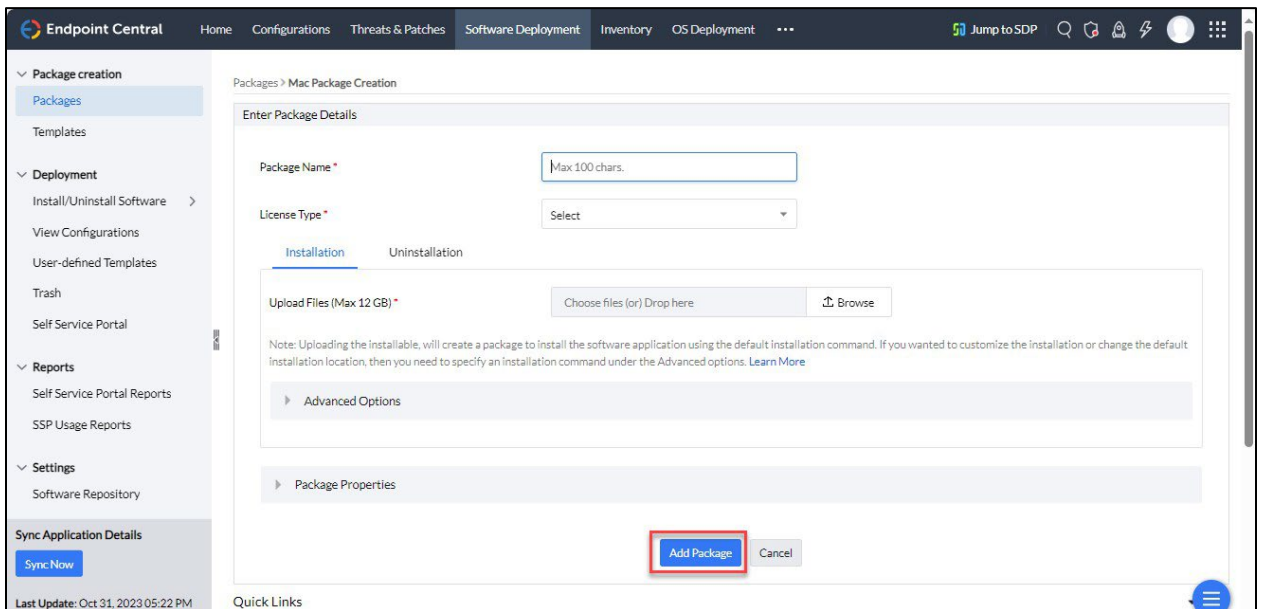 Endpoint Central
Home Configurations Threats & Patches Software Deployment Inventory OS Deployment ••• Jump to SDP
Package creation
Packages
Templates
Deployment
Install/Uninstall Software
View Configurations
User-defined Templates
Trash
Self Service Portal
Reports
Self Service Portal Reports
SSP Usage Reports
Settings
Software Repository
Sync Application Details
Sync Now
Last Update: Oct 31, 2023 05:22 PM
Packages > Mac Package Creation
Enter Package Details
Package Name * Max 100 chars.
License Type * Select
Installation Uninstallation
Upload Files (Max 12 GB) * Choose files (or) Drop here Browse
Note: Uploading the installable, will create a package to install the software application using the default installation command. If you wanted to customize the installation or change the default
installation location, then you need to specify an installation command under the Advanced options. Learn More
Advanced Options
Package Properties
Add Package Cancel
Quick Links